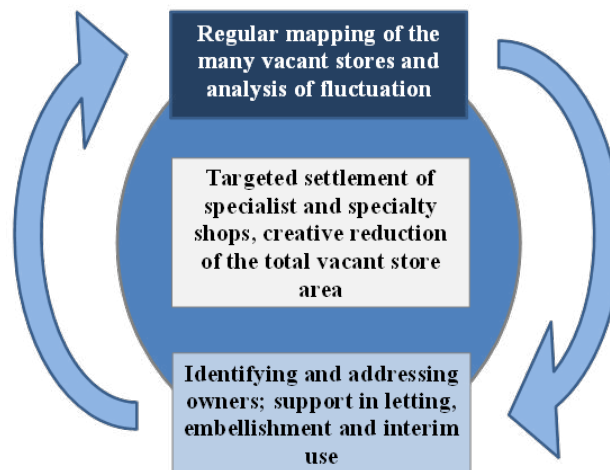 Regular mapping of the
many vacant stores and
analysis of fluctuation
Targeted settlement of
specialist and specialty
shops, creative reduction
of the total vacant store
area
Identifying and addressing
owners; support in letting,
embellishment and interim
use